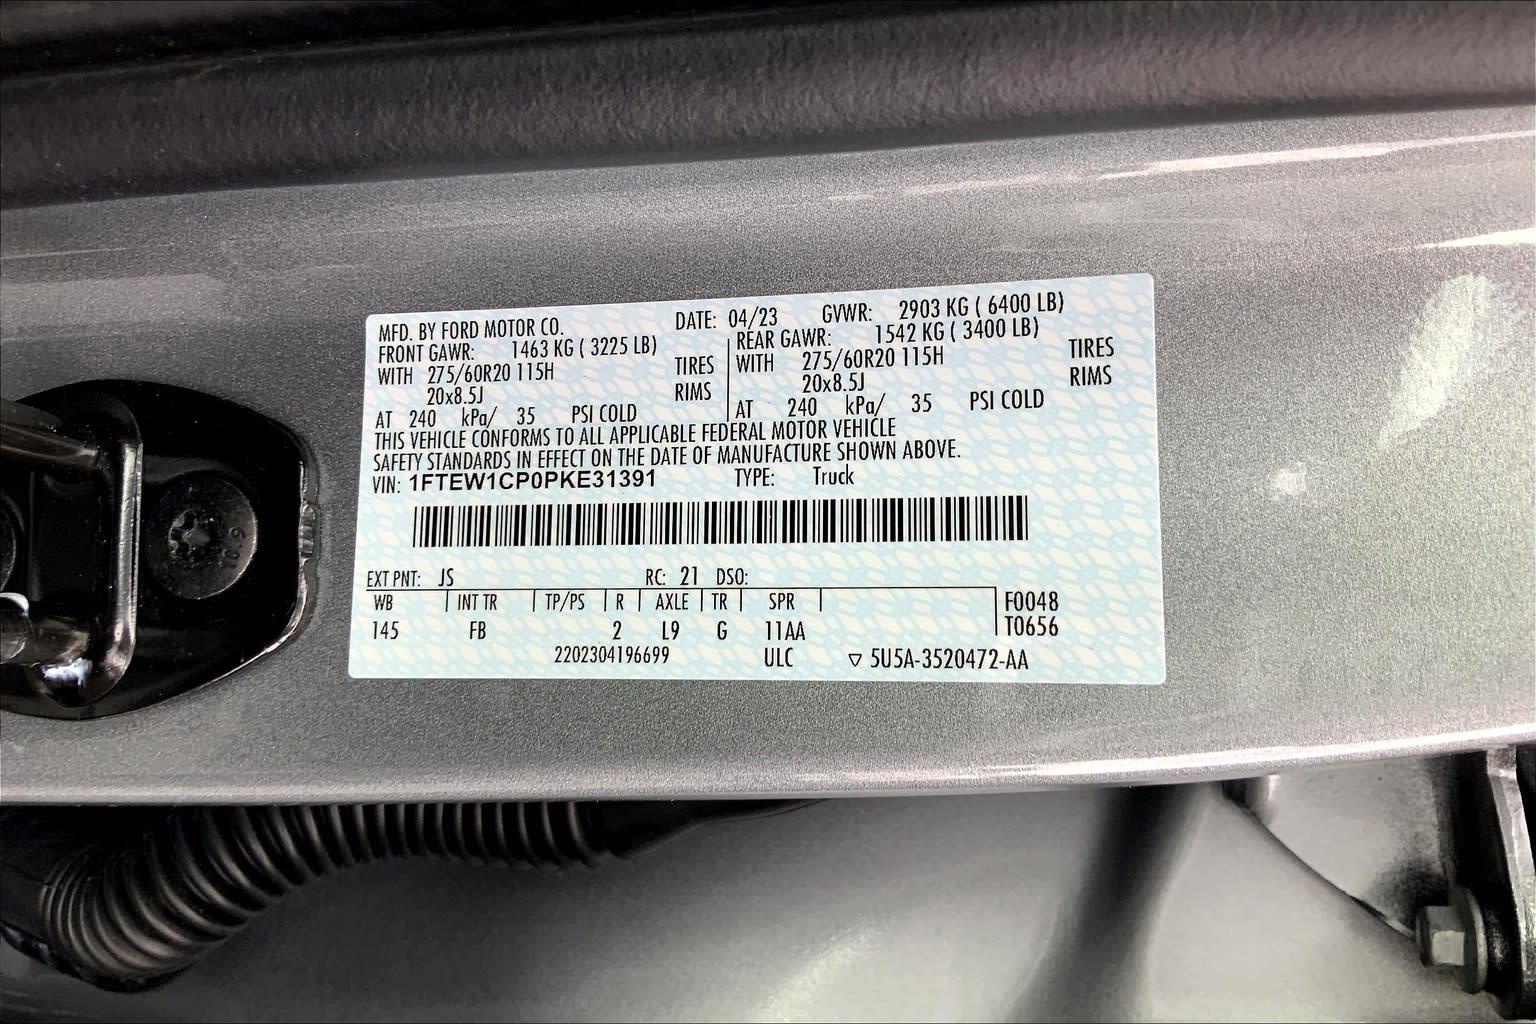 MFD. BY FORD MOTOR CO. DATE: 04/23 GVWR: 2903 KG ( 6400 LB)
FRONT GAWR: 1463 KG ( 3225 LB) REAR GAWR: 1542 KG ( 3400 LB)
WITH 275/60R20 115H TIRES WITH 275/60R20 115H TIRES
20x8.5J RIMS 20x8.5J RIMS
AT 240 kPa/ 35 PSI COLD AT 240 kPa/ 35 PSI COLD
THIS VEHICLE CONFORMS TO ALL APPLICABLE FEDERAL MOTOR VEHICLE
SAFETY STANDARDS IN EFFECT ON THE DATE OF MANUFACTURE SHOWN ABOVE.
VIN: 1FTEW1CP0PKE31391 TYPE: Truck
EXT PNT: JS RC: 21 DSO:
WB INT TR TP/PS R AXLE TR SPR F0048
145 FB 2 L9 G 11AA T0656
2202304196699 ULC ▽ 5U5A-3520472-AA